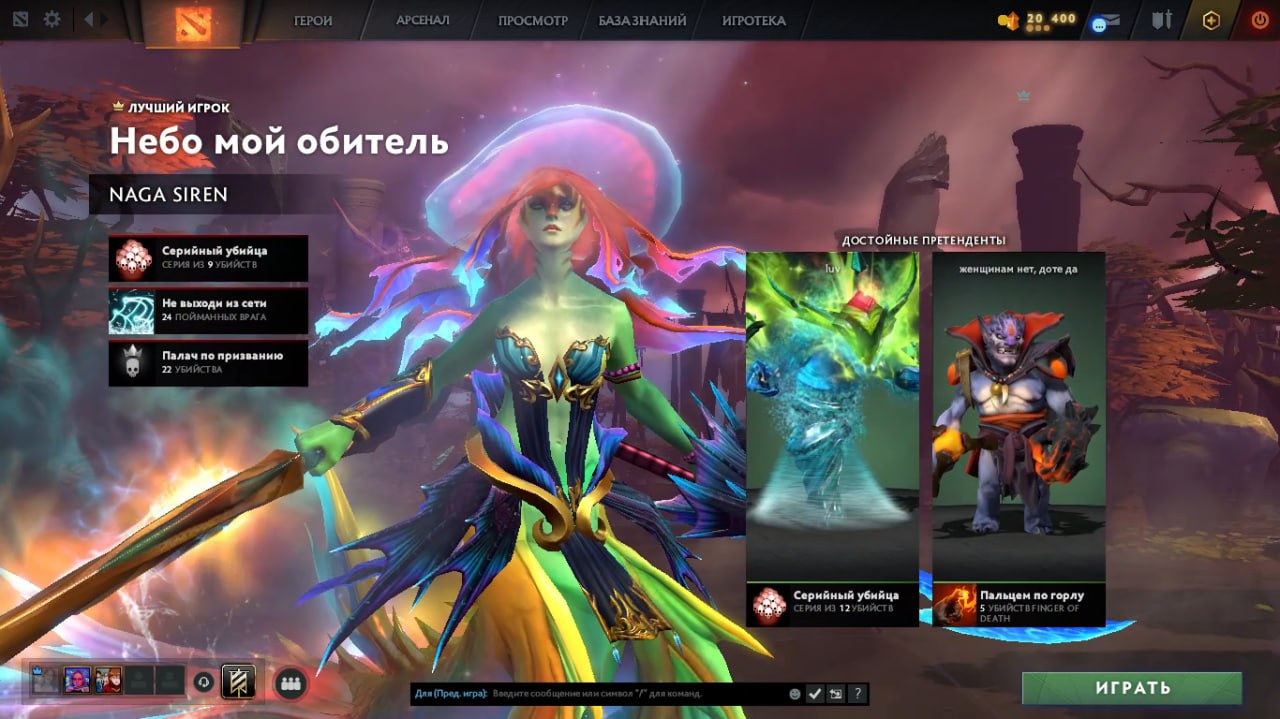 ГЕРОИ
АРСЕНАЛ
ПРОСМОТР
БАЗА ЗНАНИЙ
ИГРОТЕКА
20 400
ЛУЧШИЙ ИГРОК
Небо мой обитель
NAGA SIREN
Серийный убийца
СЕРИЯ ИЗ 9 УБИЙСТВ
Не выходи из сети
24 ПОЙМАННЫХ ВРАГА
Палач по призванию
22 УБИЙСТВА
ДОСТОЙНЫЕ ПРЕТЕНДЕНТЫ
luv
Серийный убийца
СЕРИЯ ИЗ 12 УБИЙСТВ
женщинам нет, доте да
Пальцем по горлу
5 УБИЙСТВ FINGER OF
DEATH
Для (Пред. игра): Введите сообщение или символ "/" для команд.
?
ИГРАТЬ